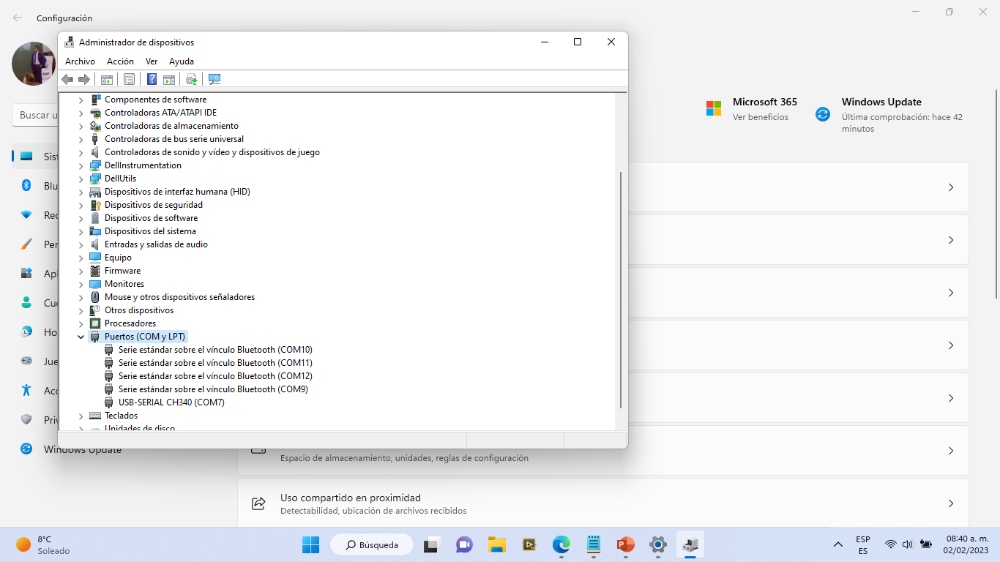 Configuración
Administrador de dispositivos
Archivo Acción Ver Ayuda
Componentes de software
Controladoras ATA/ATAPI IDE
Controladoras de almacenamiento
Controladoras de bus serie universal
Controladoras de sonido y vídeo y dispositivos de juego
DellInstrumentation
DellUtils
Dispositivos de interfaz humana (HID)
Dispositivos de seguridad
Dispositivos de software
Dispositivos del sistema
Entradas y salidas de audio
Equipo
Firmware
Monitores
Mouse y otros dispositivos señaladores
Otros dispositivos
Procesadores
Puertos (COM y LPT)
Serie estándar sobre el vínculo Bluetooth (COM10)
Serie estándar sobre el vínculo Bluetooth (COM11)
Serie estándar sobre el vínculo Bluetooth (COM12)
Serie estándar sobre el vínculo Bluetooth (COM9)
USB-SERIAL CH340 (COM7)
Teclados
Unidades de disco
Buscar u
Sist
Blu
Rec
Per
Apl
Cue
Ho
Jue
Acc
Priv
Windows Update
Microsoft 365
Ver beneficios
Windows Update
Última comprobación: hace 42
minutos
Espacio de almacenamiento, unidades, reglas de configuración
Uso compartido en proximidad
Detectabilidad, ubicación de archivos recibidos
8°C
Soleado
Búsqueda
ESP
ES
08:40 a. m.
02/02/2023